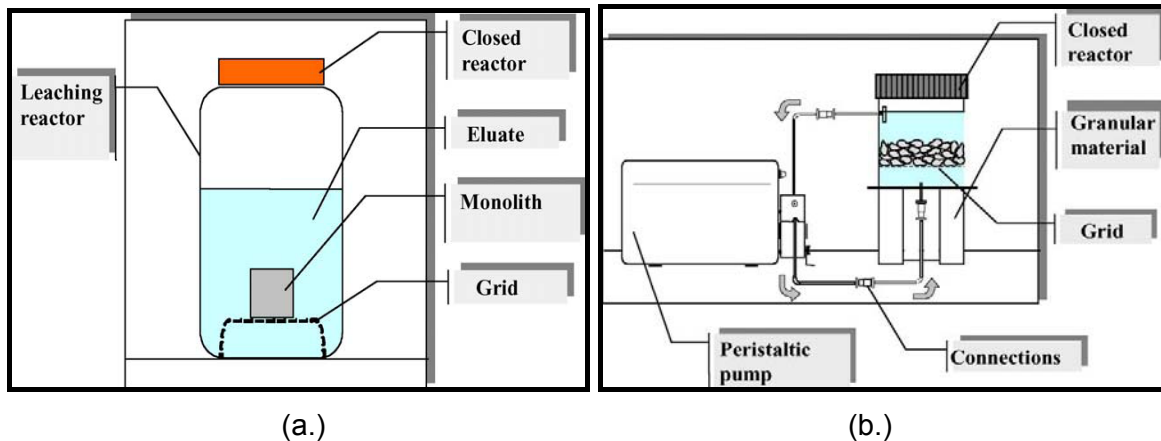 Leaching
reactor
Closed
reactor
Eluate
Monolith
Grid
(a.)
Closed
reactor
Granular
material
Grid
Peristaltic
pump
Connections
(b.)